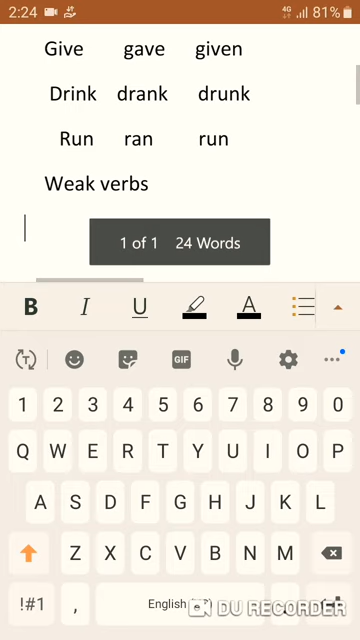 2:24 4G 81%
Give gave given
Drink drank drunk
Run ran run
Weak verbs
1 of 1 24 Words
B I U A
T GIF
1 2 3 4 5 6 7 8 9 0
Q W E R T Y U I O P
A S D F G H J K L
Z X C V B N M
!#1 , English
DU RECORDER